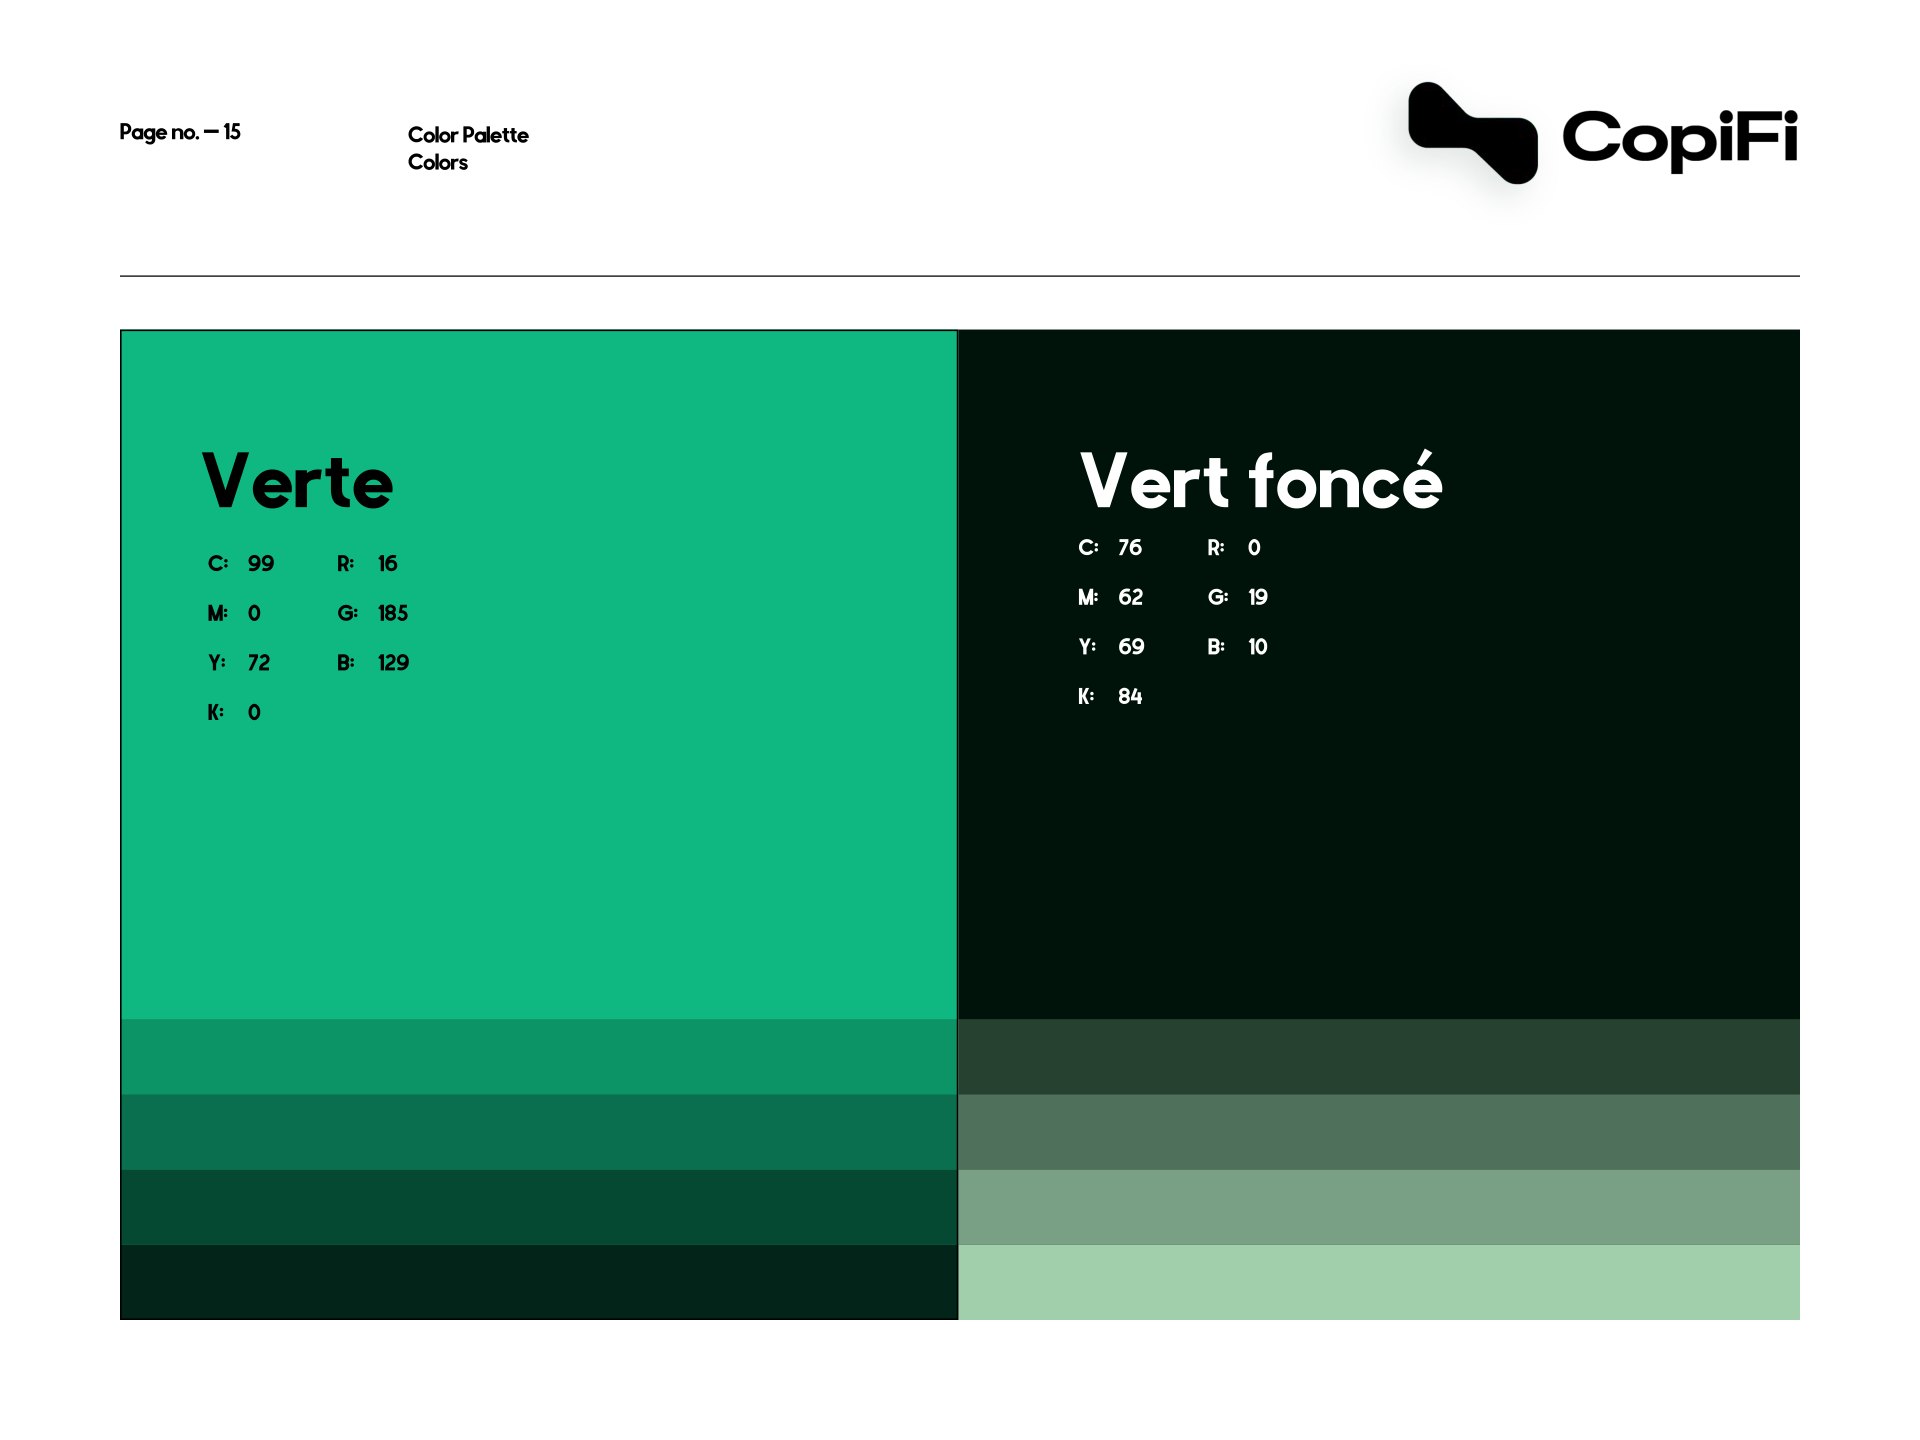 Page no. — 15
Color Palette
Colors
CopiFi
Verte
C: 99 R: 16
M: 0 G: 185
Y: 72 B: 129
K: 0
Vert foncé
C: 76 R: 0
M: 62 G: 19
Y: 69 B: 10
K: 84